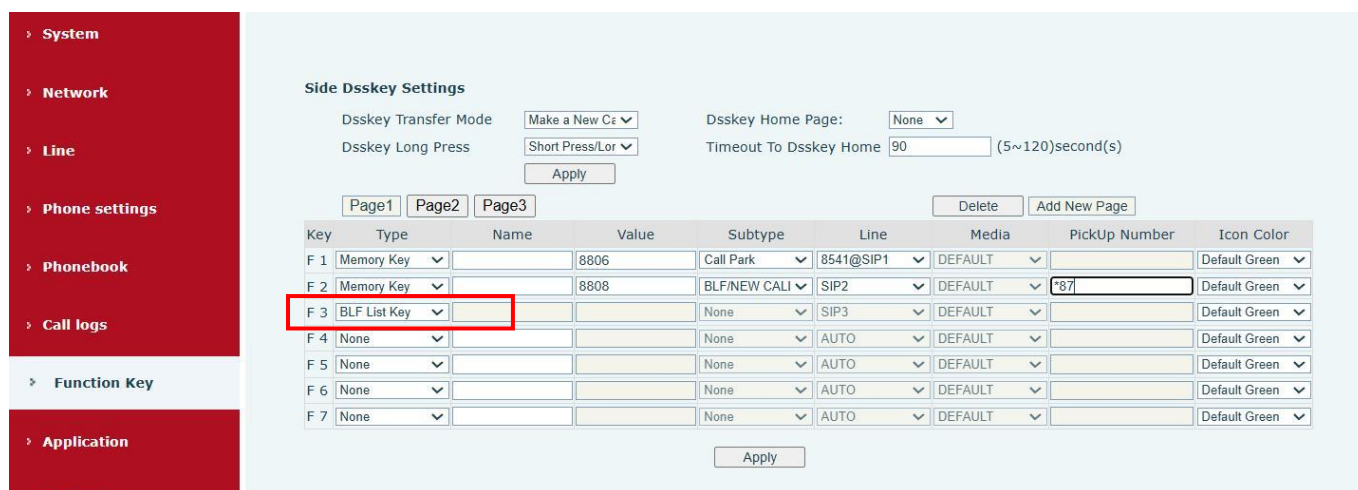 System
Network
Line
Phone settings
Phonebook
Call logs
Function Key
Application
Side Dsskey Settings
Dsskey Transfer Mode Make a New Ca Dsskey Home Page: None
Dsskey Long Press Short Press/Lor Timeout To Dsskey Home 90 (5~120)second(s)
Apply
Page1 Page2 Page3 Delete Add New Page
Key Type Name Value Subtype Line Media PickUp Number Icon Color
F 1 Memory Key 8806 Call Park 8541@SIP1 DEFAULT Default Green
F 2 Memory Key 8808 BLF/NEW CALI SIP2 DEFAULT *87 Default Green
F 3 BLF List Key None SIP3 DEFAULT Default Green
F 4 None None AUTO DEFAULT Default Green
F 5 None None AUTO DEFAULT Default Green
F 6 None None AUTO DEFAULT Default Green
F 7 None None AUTO DEFAULT Default Green
Apply